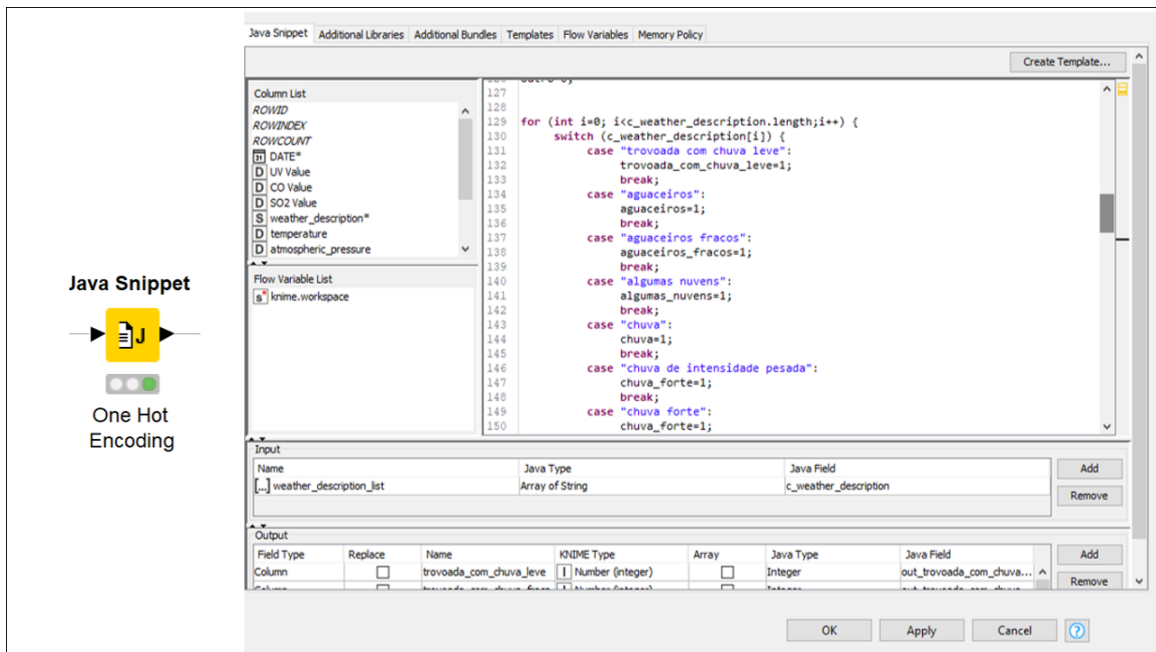 Java Snippet
One Hot
Encoding
Java Snippet Additional Libraries Additional Bundles Templates Flow Variables Memory Policy
Create Template...
Column List
ROWID
ROWINDEX
ROWCOUNT
31 DATE*
D UV Value
D CO Value
D SO2 Value
S weather_description*
D temperature
D atmospheric_pressure
Flow Variable List
s knime.workspace
127
128
129 for (int i=0; i<c_weather_description.length;i++) {
130 switch (c_weather_description[i]) {
131 case "trovoada com chuva leve":
132 trovoada_com_chuva_leve=1;
133 break;
134 case "aguaceiros":
135 aguaceiros=1;
136 break;
137 case "aguaceiros fracos":
138 aguaceiros_fracos=1;
139 break;
140 case "algumas nuvens":
141 algumas_nuvens=1;
142 break;
143 case "chuva":
144 chuva=1;
145 break;
146 case "chuva de intensidade pesada":
147 chuva_forte=1;
148 break;
149 case "chuva forte":
150 chuva_forte=1;
Input
Name Java Type Java Field
[...] weather_description_list Array of String c_weather_description
Add
Remove
Output
Field Type Replace Name KNIME Type Array Java Type Java Field
Column trovoada_com_chuva_leve I Number (integer) Integer out_trovoada_com_chuva...
Add
Remove
OK Apply Cancel ?